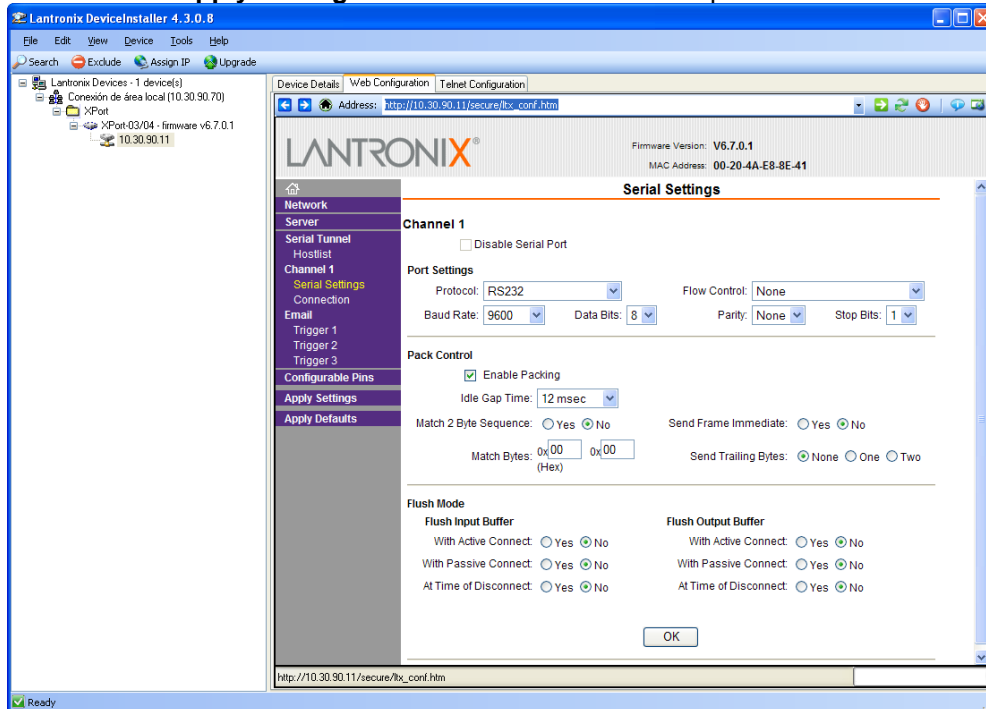 Apply
Lantronix DeviceInstaller 4.3.0.8
File Edit View Device Tools Help
Search Exclude Assign IP Upgrade
Lantronix Devices - 1 device(s)
Conexión de área local (10.30.90.70)
XPort
XPort-03/04 - firmware v6.7.0.1
10.30.90.11
Device Details Web Configuration Telnet Configuration
Address: http://10.30.90.11/secure/ltx_conf.htm
LANTRONIX®
Firmware Version: V6.7.0.1
MAC Address: 00-20-4A-E8-8E-41
Network
Server
Serial Tunnel
Hostlist
Channel 1
Serial Settings
Connection
Email
Trigger 1
Trigger 2
Trigger 3
Configurable Pins
Apply Settings
Apply Defaults
Serial Settings
Channel 1
Disable Serial Port
Port Settings
Protocol: RS232 Flow Control: None
Baud Rate: 9600 Data Bits: 8 Parity: None Stop Bits: 1
Pack Control
Enable Packing
Idle Gap Time: 12 msec
Match 2 Byte Sequence: Yes No Send Frame Immediate: Yes No
Match Bytes: 0x 00 0x 00 Send Trailing Bytes: None One Two
(Hex)
Flush Mode
Flush Input Buffer Flush Output Buffer
With Active Connect: Yes No With Active Connect: Yes No
With Passive Connect: Yes No With Passive Connect: Yes No
At Time of Disconnect: Yes No At Time of Disconnect: Yes No
OK
http://10.30.90.11/secure/ltx_conf.htm
Ready